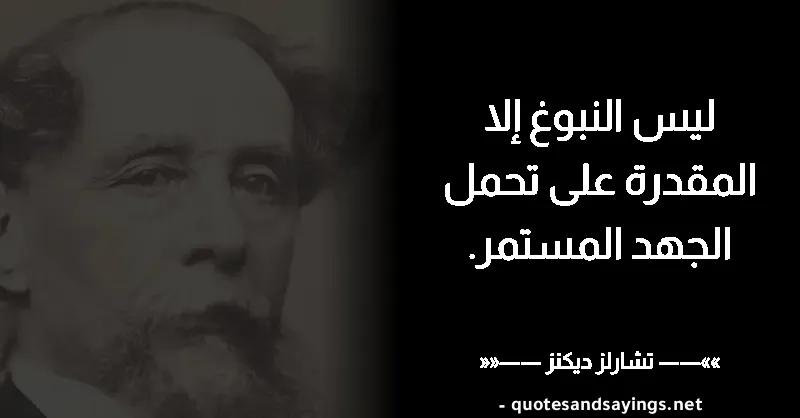 ليس النبوغ إلا
المقدرة على تحمل
الجهد المستمر.
»»—— تشارلز ديكنز ——««
- quotesandsayings.net